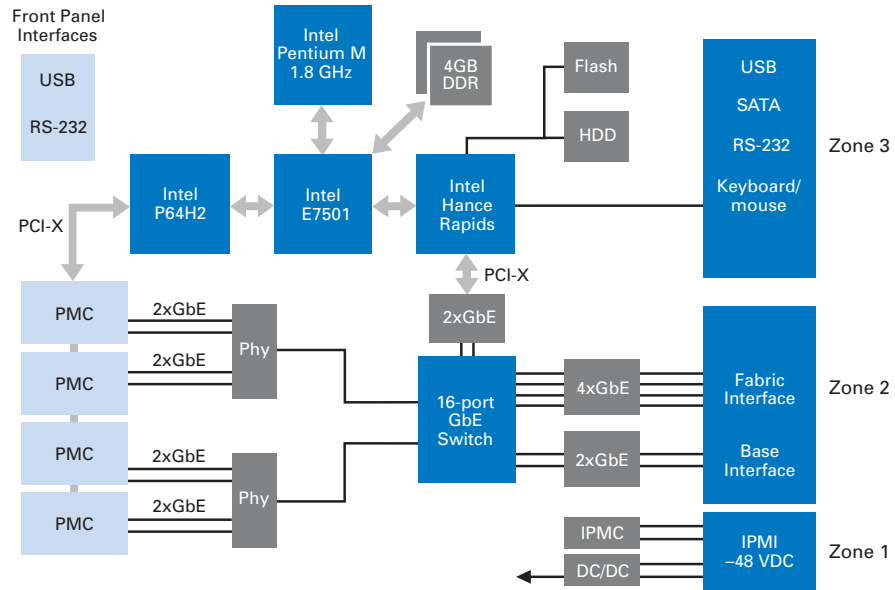 Front Panel
Interfaces
USB
RS-232
Intel
Pentium M
1.8 GHz
4GB
DDR
Flash
HDD
USB
SATA
RS-232
Keyboard/
mouse
Zone 3
Intel
P64H2
Intel
E7501
Intel
Hance
Rapids
PCI-X
PCI-X
PMC
2xGbE
2xGbE
Phy
PMC
2xGbE
16-port
GbE
Switch
4xGbE
Fabric
Interface
Zone 2
PMC
2xGbE
Phy
PMC
2xGbE
2xGbE
Base
Interface
IPMC
DC/DC
IPMI
–48 VDC
Zone 1